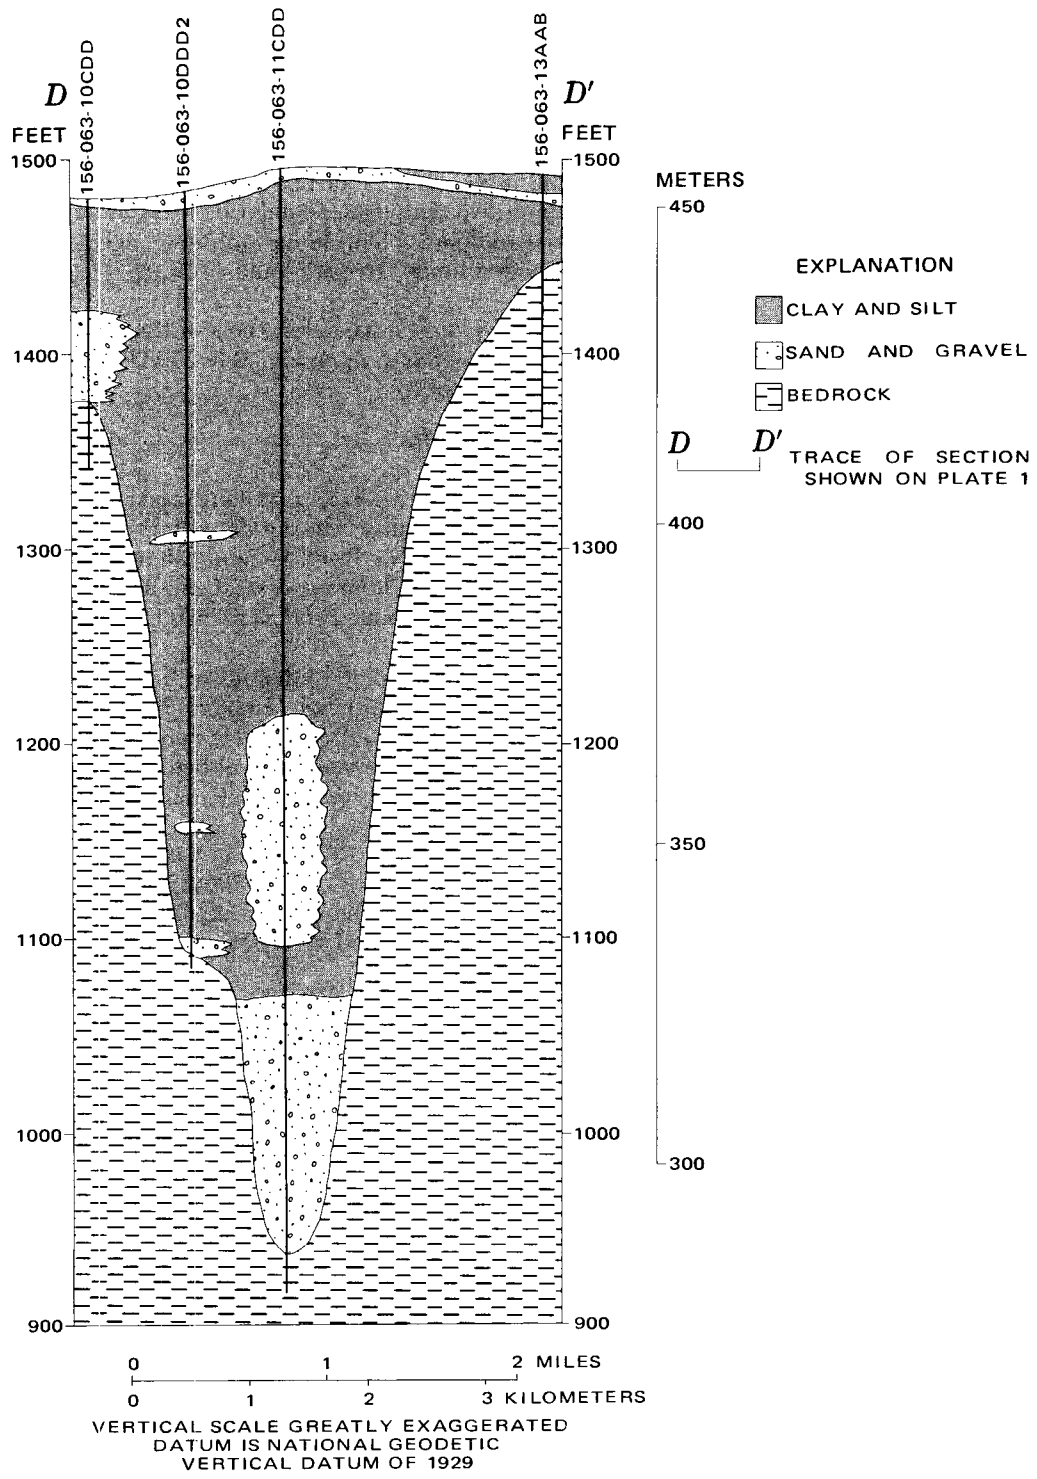 156-063-10CDD
156-063-10DDD2
156-063-11CDD
156-063-13AAB
D
D'
FEET
FEET
1500
1500
1400
1400
1300
1300
1200
1200
1100
1100
1000
1000
900
900
METERS
450
400
350
300
EXPLANATION
CLAY AND SILT
SAND AND GRAVEL
BEDROCK
D D'
TRACE OF SECTION
SHOWN ON PLATE 1
0 1 2 MILES
0 1 2 3 KILOMETERS
VERTICAL SCALE GREATLY EXAGGERATED
DATUM IS NATIONAL GEODETIC
VERTICAL DATUM OF 1929